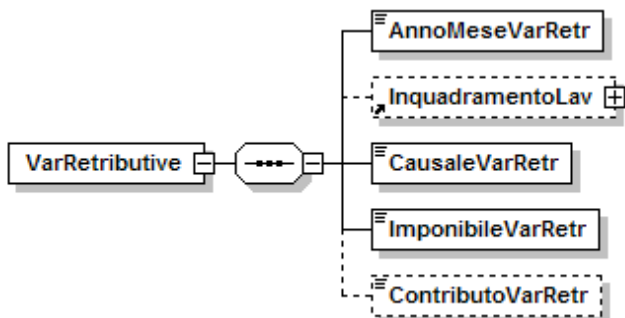 AnnoMeseVarRetr
InquadramentoLav
VarRetributive
CausaleVarRetr
ImponibileVarRetr
ContributoVarRetr